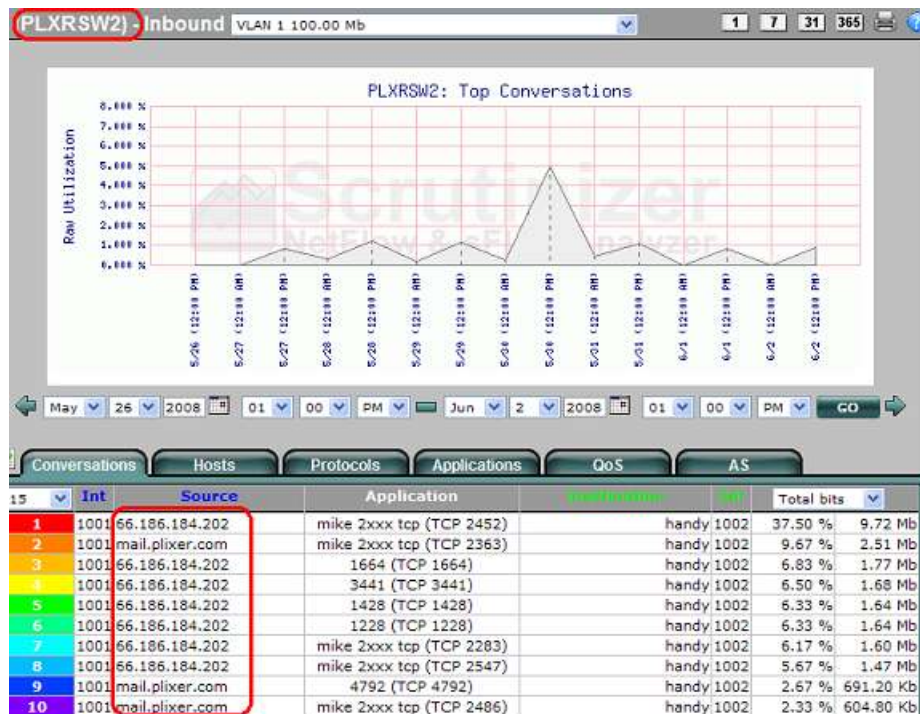 (PLXRSW2) - Inbound VLAN 1 100.00 Mb 1 7 31 365
PLXRSW2: Top Conversations
Raw Utilization
8.000 %
7.000 %
6.000 %
5.000 %
4.000 %
3.000 %
2.000 %
1.000 %
0.000 %
Scrutinizer
NetFlow & sFlow Analyzer
5/26 (12:00 PM)
5/27 (12:00 AM)
5/27 (12:00 PM)
5/28 (12:00 AM)
5/28 (12:00 PM)
5/29 (12:00 AM)
5/29 (12:00 PM)
5/30 (12:00 AM)
5/30 (12:00 PM)
5/31 (12:00 AM)
5/31 (12:00 PM)
6/1 (12:00 AM)
6/1 (12:00 PM)
6/2 (12:00 AM)
6/2 (12:00 PM)
May 26 2008 01 00 PM Jun 2 2008 01 00 PM GO
Conversations Hosts Protocols Applications QoS AS
15 Int Source Application Total bits
1 1001 66.186.184.202 mike 2xxx tcp (TCP 2452) handy 1002 37.50 % 9.72 Mb
2 1001 mail.plixer.com mike 2xxx tcp (TCP 2363) handy 1002 9.67 % 2.51 Mb
3 1001 66.186.184.202 1664 (TCP 1664) handy 1002 6.83 % 1.77 Mb
4 1001 66.186.184.202 3441 (TCP 3441) handy 1002 6.50 % 1.68 Mb
5 1001 66.186.184.202 1428 (TCP 1428) handy 1002 6.33 % 1.64 Mb
6 1001 66.186.184.202 1228 (TCP 1228) handy 1002 6.33 % 1.64 Mb
7 1001 66.186.184.202 mike 2xxx tcp (TCP 2283) handy 1002 6.17 % 1.60 Mb
8 1001 66.186.184.202 mike 2xxx tcp (TCP 2547) handy 1002 5.67 % 1.47 Mb
9 1001 mail.plixer.com 4792 (TCP 4792) handy 1002 2.67 % 691.20 Kb
10 1001 mail.plixer.com mike 2xxx tcp (TCP 2486) handy 1002 2.33 % 604.80 Kb